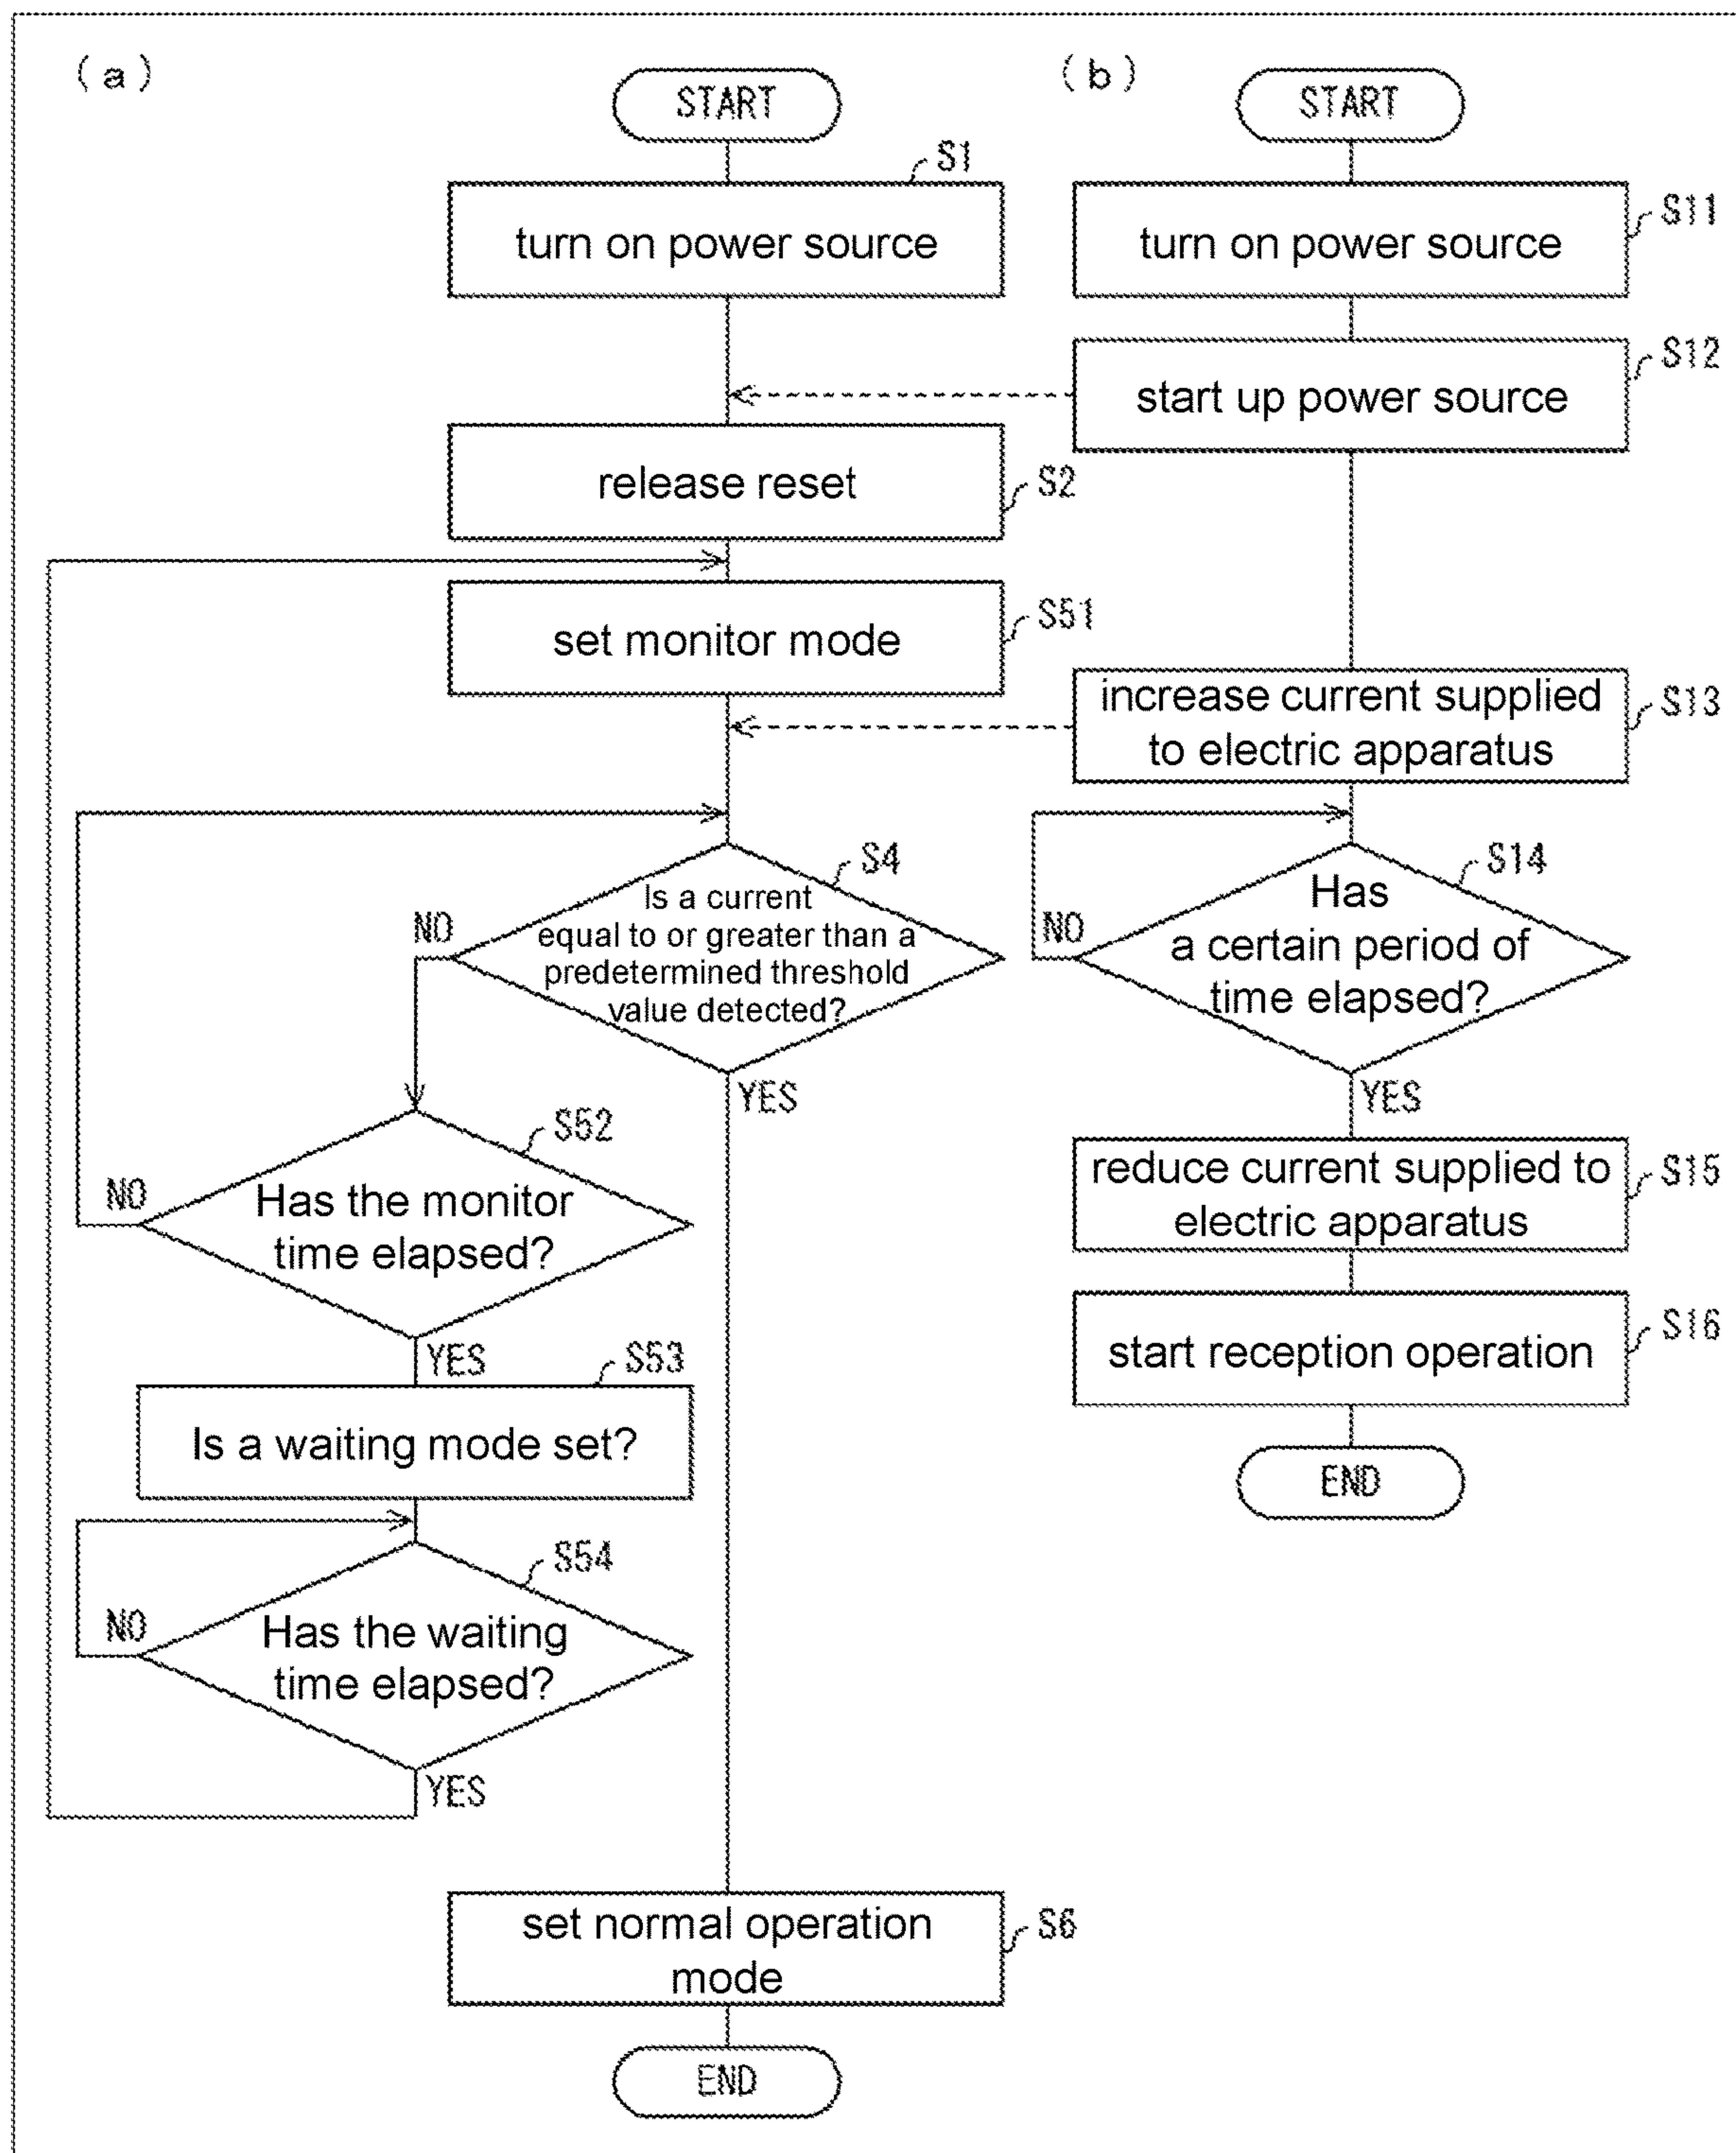 (a)
START
S1
turn on power source
release reset
S2
set monitor mode
S51
S4
Is a current
equal to or greater than a
predetermined threshold
value detected?
NO
YES
S52
Has the monitor
time elapsed?
NO
YES
S53
Is a waiting mode set?
S54
Has the waiting
time elapsed?
NO
YES
set normal operation
mode
S6
END
(b)
START
turn on power source
S11
start up power source
S12
increase current supplied
to electric apparatus
S13
S14
Has
a certain period of
time elapsed?
NO
YES
reduce current supplied to
electric apparatus
S15
start reception operation
S16
END